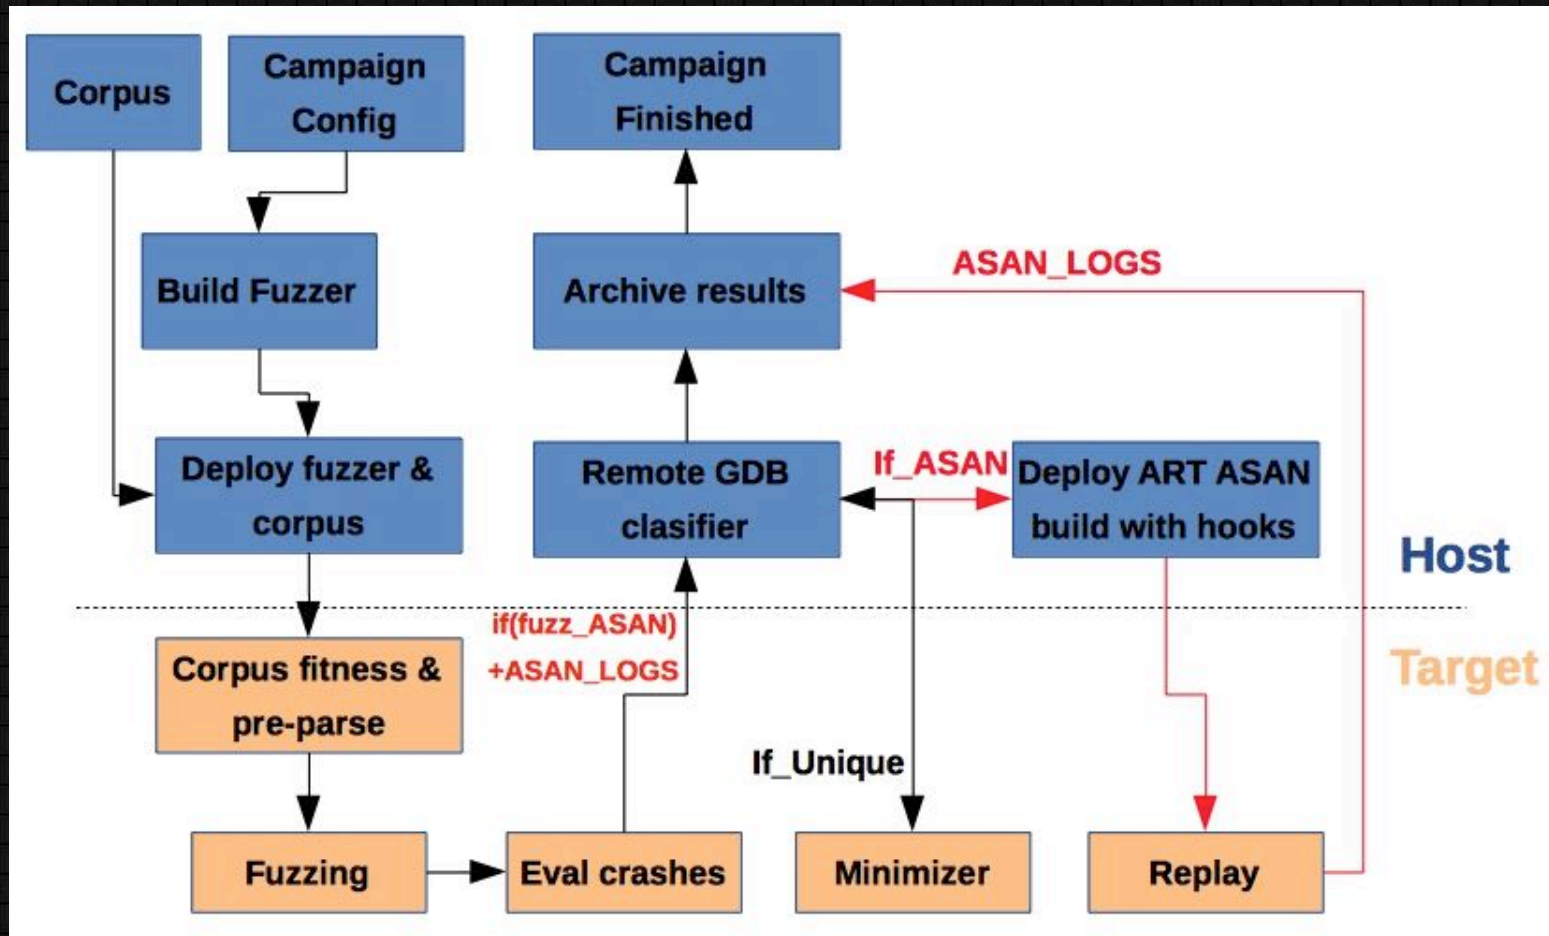 Corpus
Campaign
Config
Campaign
Finished
Build Fuzzer
Archive results
ASAN_LOGS
Deploy fuzzer &
corpus
Remote GDB
clasifier
If_ASAN
Deploy ART ASAN
build with hooks
Host
if(fuzz_ASAN)
+ASAN_LOGS
Target
Corpus fitness &
pre-parse
If_Unique
Fuzzing
Eval crashes
Minimizer
Replay